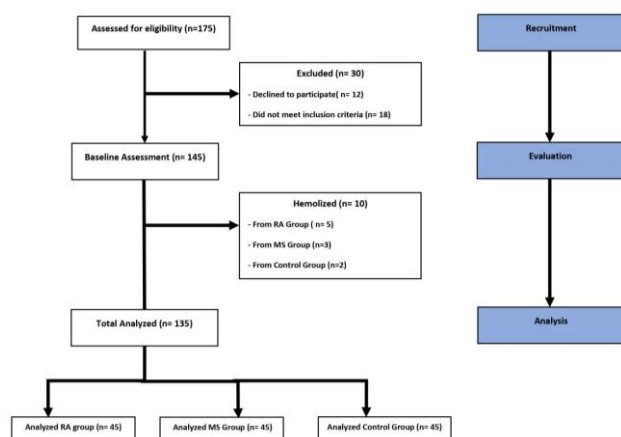 Assessed for eligibility (n=175)
Excluded (n= 30)
- Declined to participate( n= 12)
- Did not meet inclusion criteria (n= 18)
Baseline Assessment (n= 145)
Hemolized (n= 10)
- From RA Group ( n= 5)
- From MS Group (n=3)
- From Control Group (n=2)
Total Analyzed (n= 135)
Analyzed RA group (n= 45)
Analyzed MS Group (n= 45)
Analyzed Control Group (n= 45)
Recruitment
Evaluation
Analysis